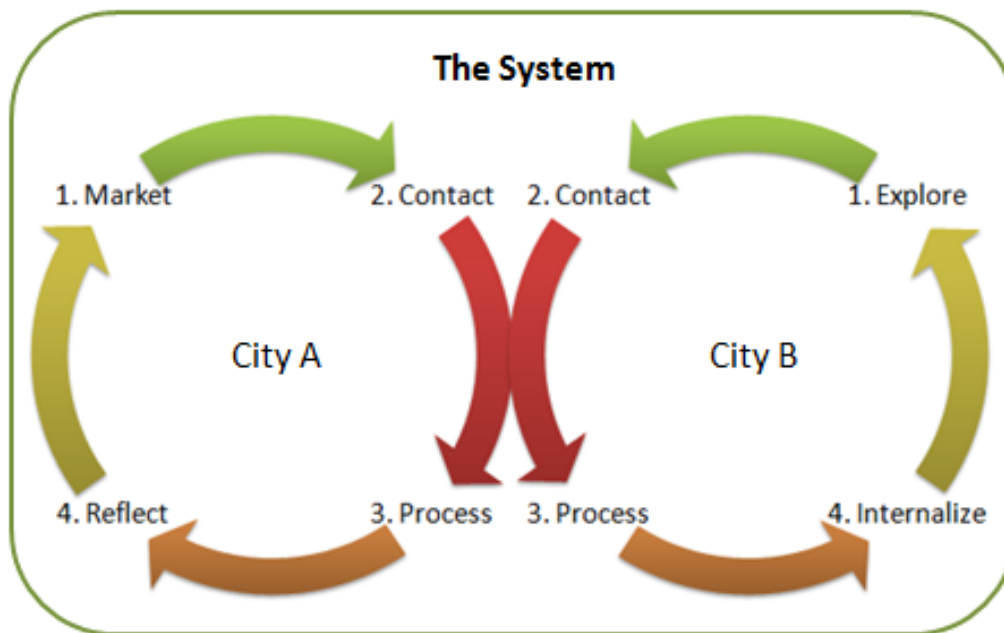 The System
1. Market
2. Contact
2. Contact
1. Explore
City A
City B
4. Reflect
3. Process
3. Process
4. Internalize